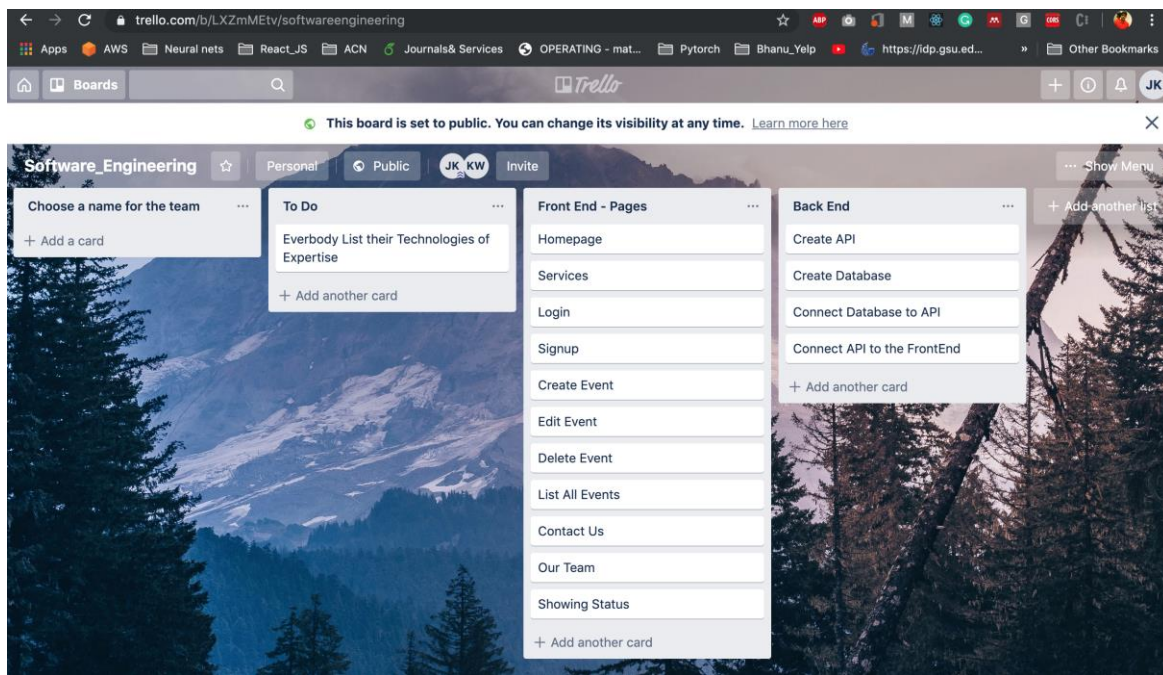 trello.com/b/LXZmMEtv/softwareengineering
ABP
M
G
CORS
Apps
AWS
Neural nets
React_JS
ACN
Journals& Services
OPERATING - mat...
Pytorch
Bhanu_Yelp
https://idp.gsu.ed...
»
Other Bookmarks
Boards
Trello
JK
This board is set to public. You can change its visibility at any time. Learn more here
Software_Engineering
Personal
Public
JK
KW
Invite
... Show Menu
Choose a name for the team ...
+ Add a card
To Do ...
Everbody List their Technologies of
Expertise
+ Add another card
Front End - Pages ...
Homepage
Services
Login
Signup
Create Event
Edit Event
Delete Event
List All Events
Contact Us
Our Team
Showing Status
+ Add another card
Back End ...
Create API
Create Database
Connect Database to API
Connect API to the FrontEnd
+ Add another card
+ Add another list